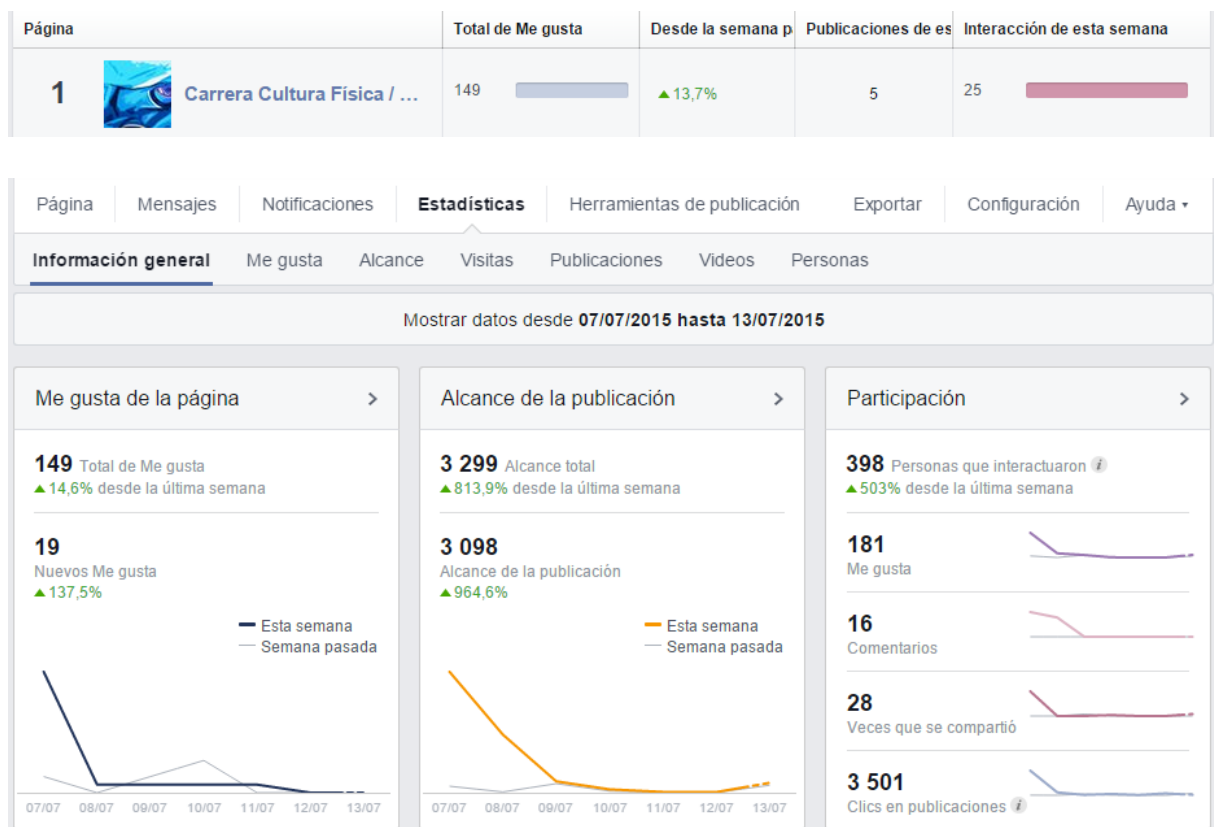 Página Total de Me gusta Desde la semana p Publicaciones de es Interacción de esta semana
1 Carrera Cultura Física / ... 149 13,7% 5 25
Página Mensajes Notificaciones Estadísticas Herramientas de publicación Exportar Configuración Ayuda
Información general Me gusta Alcance Visitas Publicaciones Videos Personas
Mostrar datos desde 07/07/2015 hasta 13/07/2015
Me gusta de la página
149 Total de Me gusta
14,6% desde la última semana
19
Nuevos Me gusta
137,5%
Esta semana
Semana pasada
07/07 08/07 09/07 10/07 11/07 12/07 13/07
Alcance de la publicación
3 299 Alcance total
813,9% desde la última semana
3 098
Alcance de la publicación
964,6%
Esta semana
Semana pasada
07/07 08/07 09/07 10/07 11/07 12/07 13/07
Participación
398 Personas que interactuaron i
503% desde la última semana
181
Me gusta
16
Comentarios
28
Veces que se compartió
3 501
Clics en publicaciones i